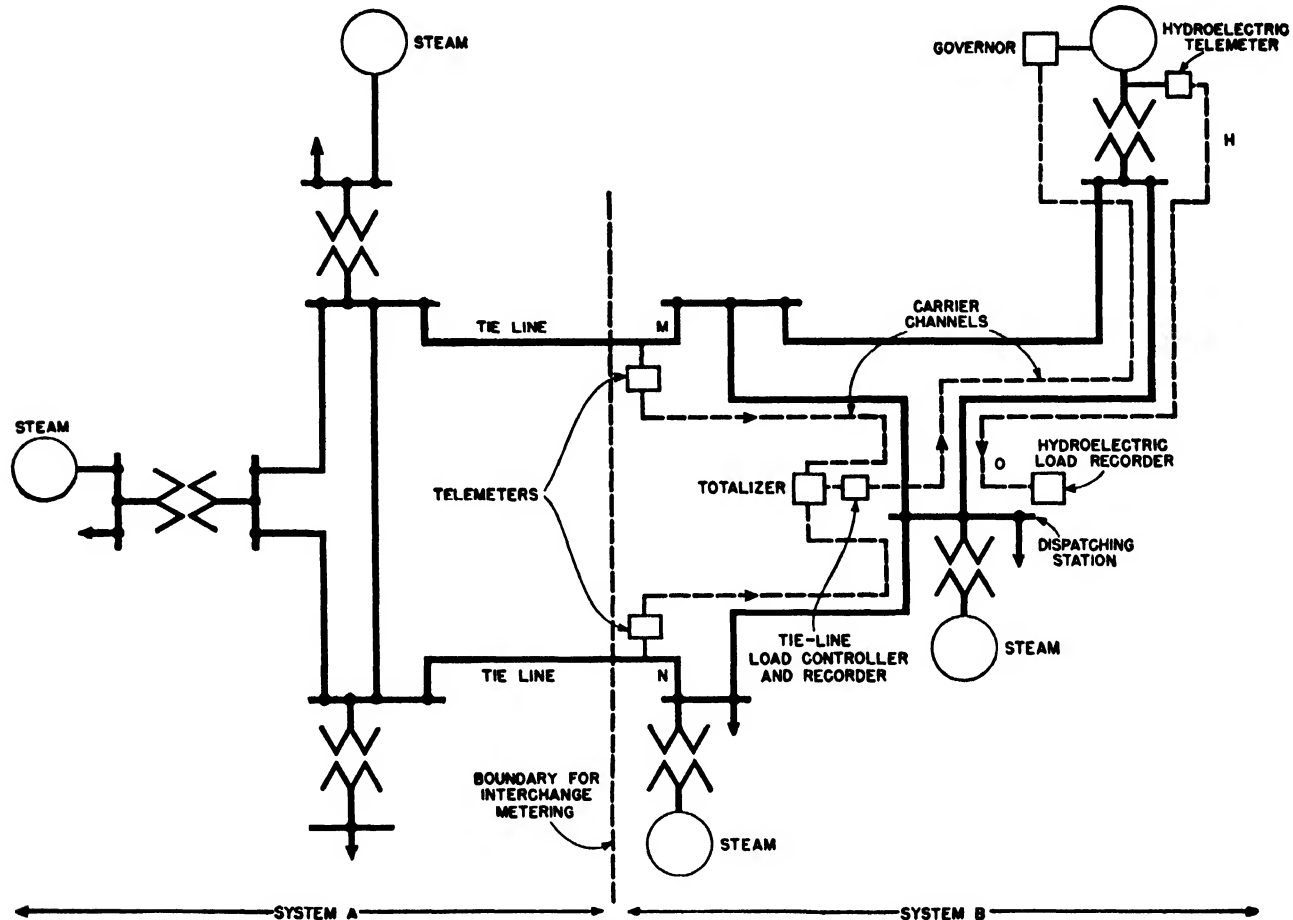 STEAM
GOVERNOR
HYDROELECTRIC
TELEMETER
H
TIE LINE
M
CARRIER
CHANNELS
STEAM
TELEMETERS
TOTALIZER
O
HYDROELECTRIC
LOAD RECORDER
DISPATCHING
STATION
TIE LINE
N
TIE-LINE
LOAD CONTROLLER
AND RECORDER
STEAM
BOUNDARY FOR
INTERCHANGE
METERING
STEAM
SYSTEM A
SYSTEM B